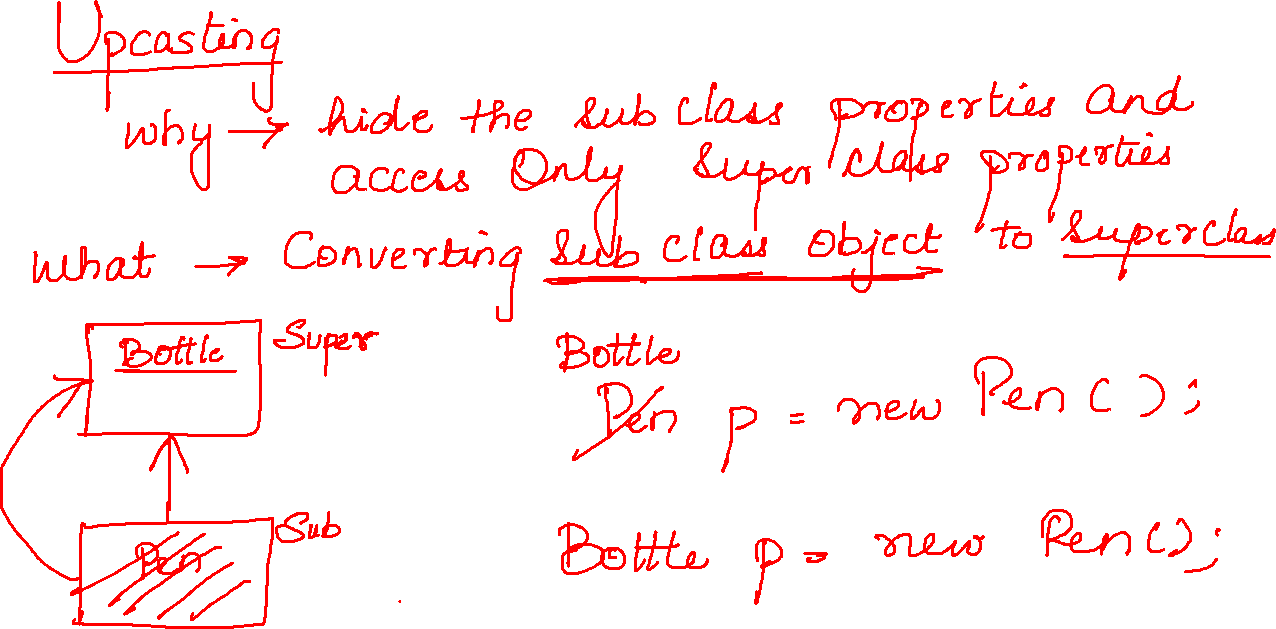 Upcasting
why → hide the sub class properties and
access Only Super class properties
what → Converting Sub class object to superclass
Bottle Super
Bottle
Pen p = new Pen();
Pen Sub
Bottle p = new Pen();